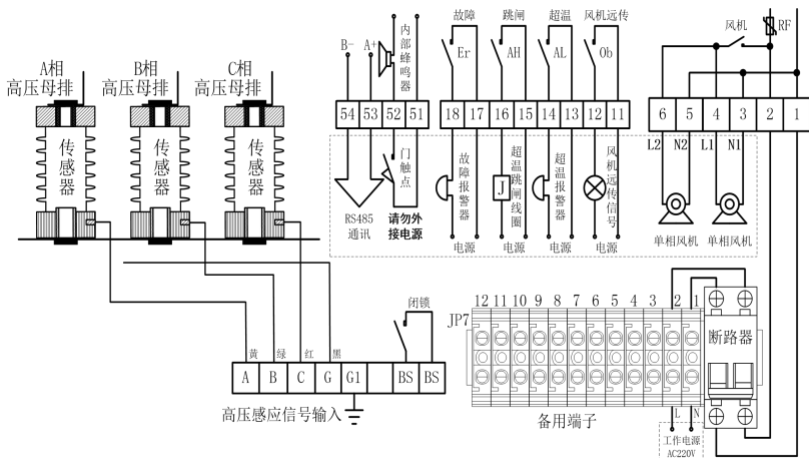 故障 跳闸 超温 风机远传
B- A+ 内部蜂鸣器 Er AH AL Ob 风机 RF
A相
高压母排
B相
高压母排
C相
高压母排
54 53 52 51
18 17 16 15 14 13 12 11
6 5 4 3 2 1
L2 N2 L1 N1
传感器
传感器
传感器
门触点
故障报警器
J
超温跳闸线圈
超温报警器
风机远传信号
RS485
通讯
请勿外
接电源
电源 电源 电源 电源
单相风机 单相风机
闭锁
黄 绿 红 黑
A B C G G1 BS BS
高压感应信号输入
JP7
12 11 10 9 8 7 6 5 4 3 2 1
断路器
备用端子
L N
工作电源
AC220V